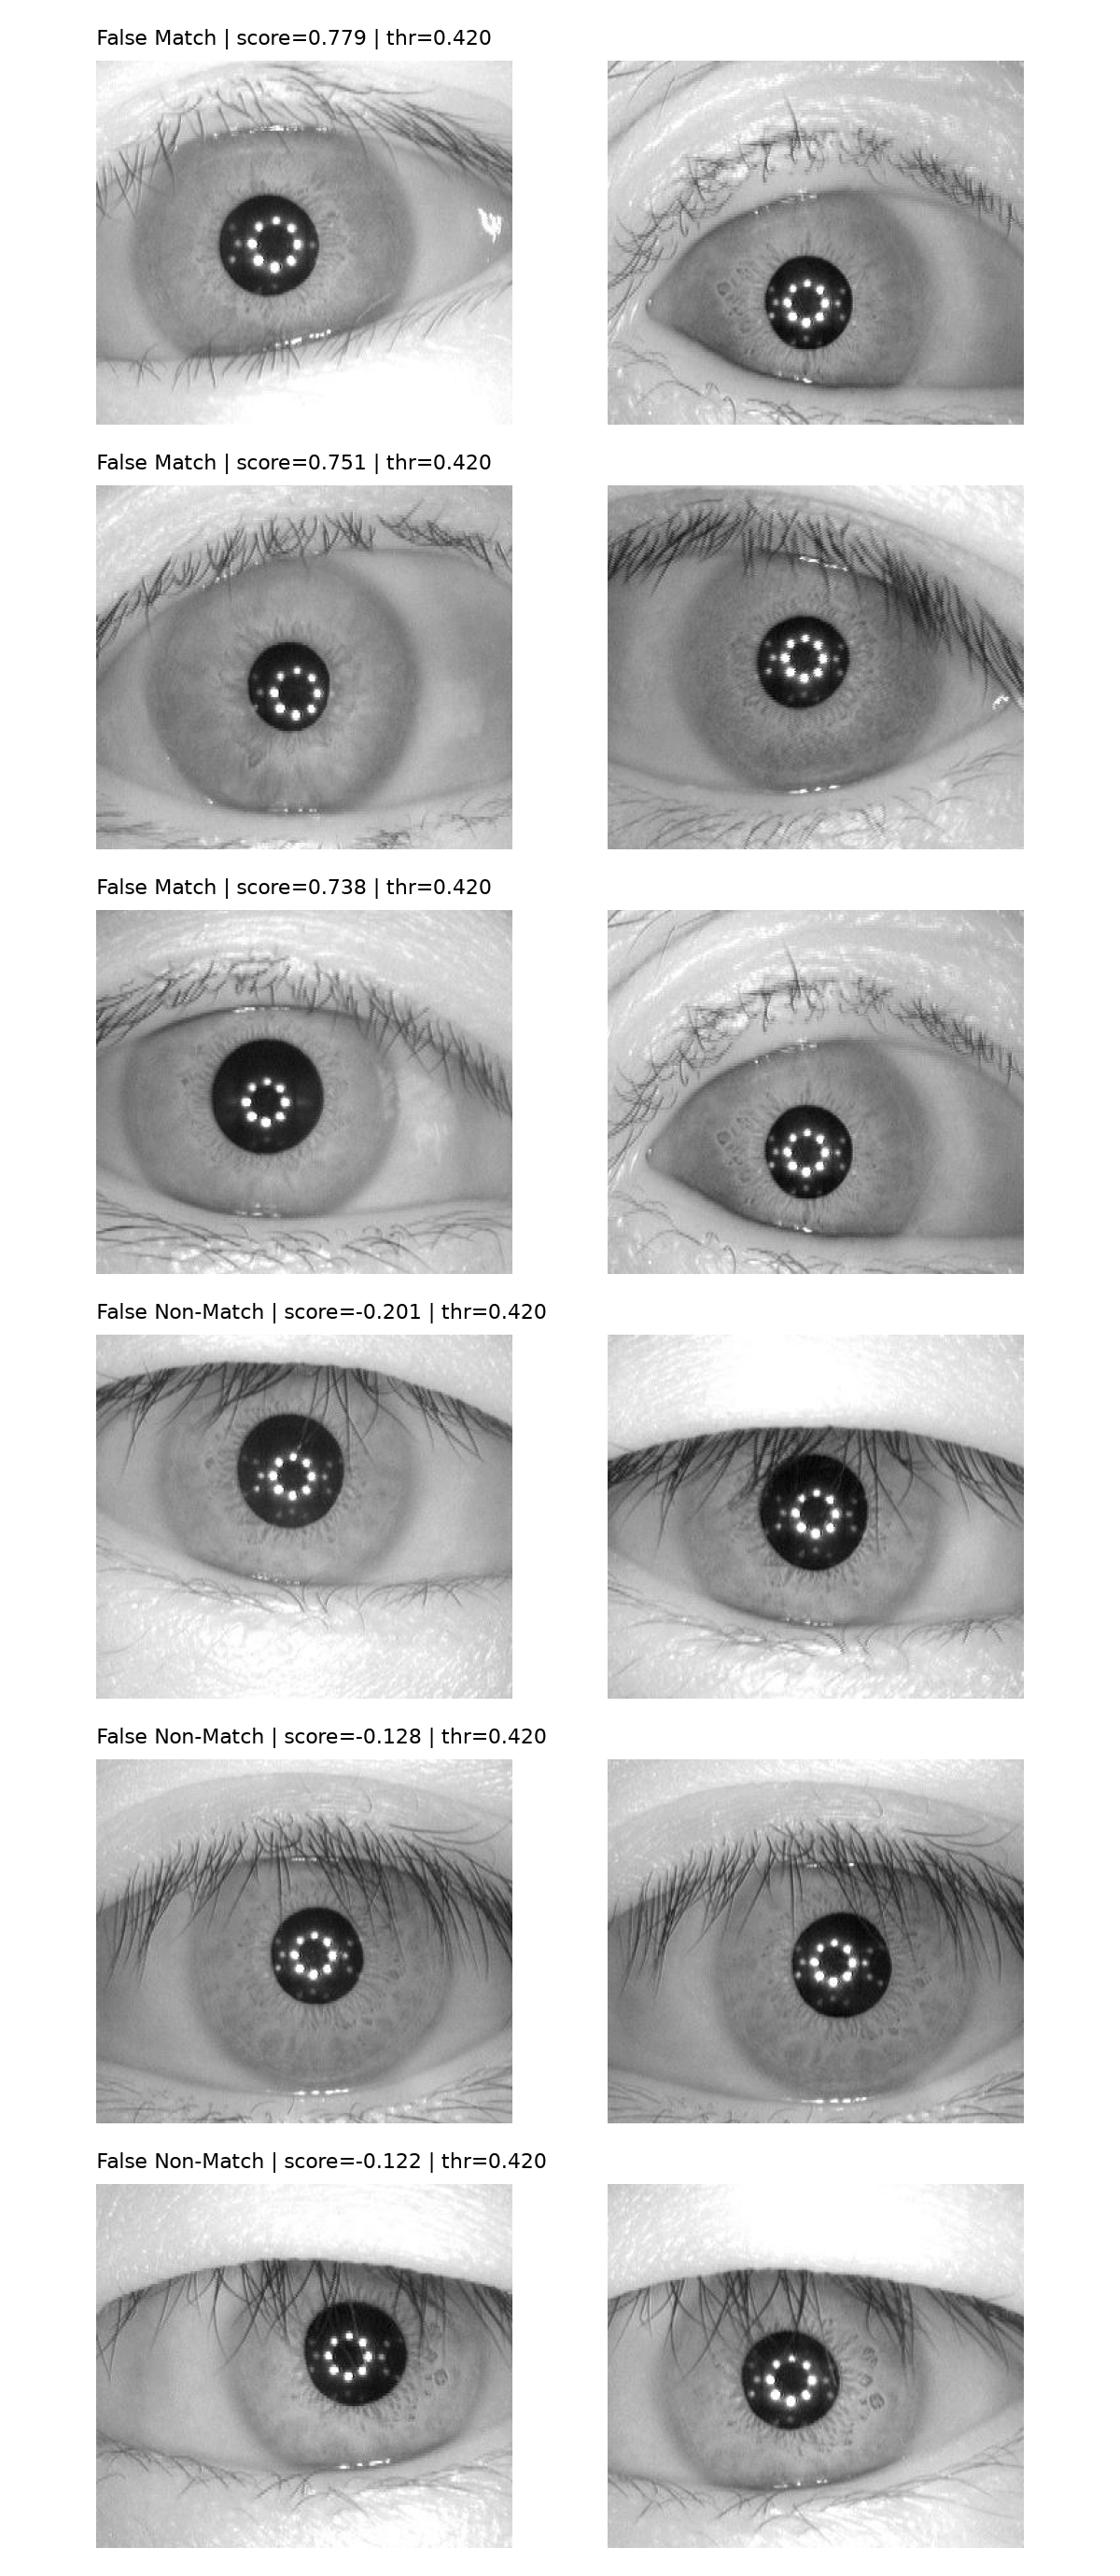 False Match | score=0.779 | thr=0.420
False Match | score=0.751 | thr=0.420
False Match | score=0.738 | thr=0.420
False Non-Match | score=-0.201 | thr=0.420
False Non-Match | score=-0.128 | thr=0.420
False Non-Match | score=-0.122 | thr=0.420